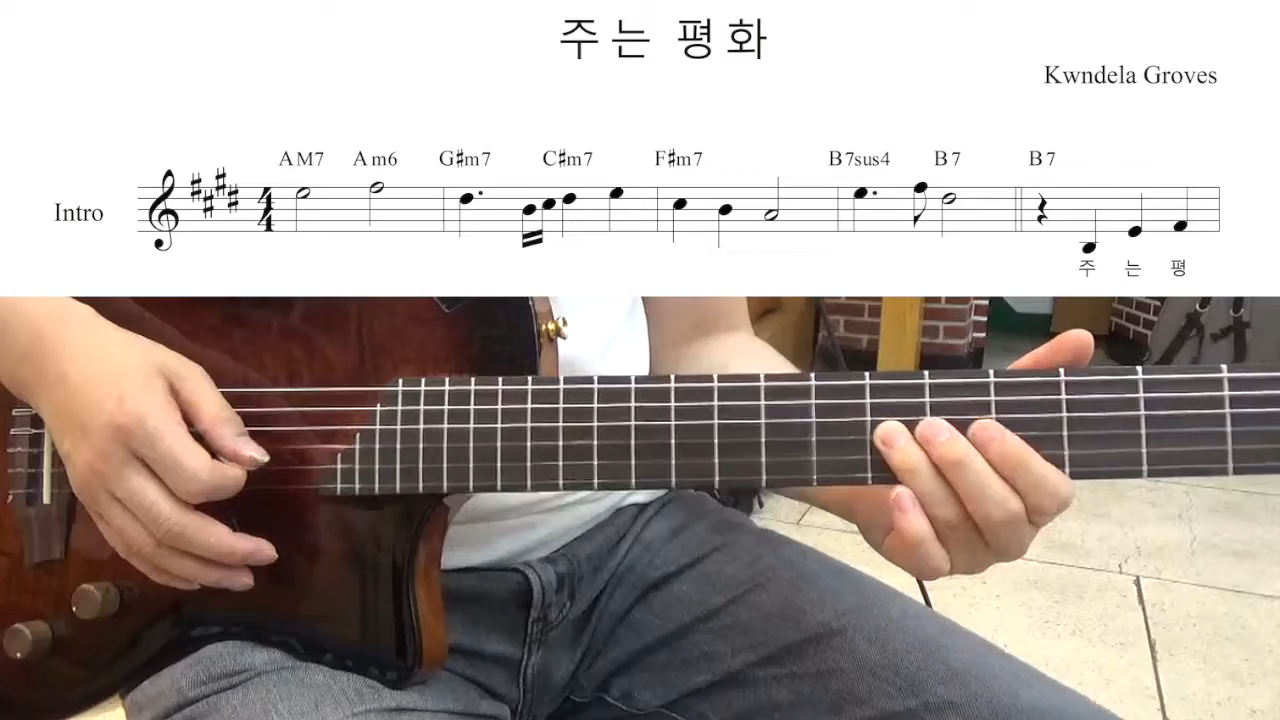 주는 평화
Kwndela Groves
AM7 Am6 G♯m7 C♯m7 F♯m7 B7sus4 B7 B7
Intro
4
4
주 는 평